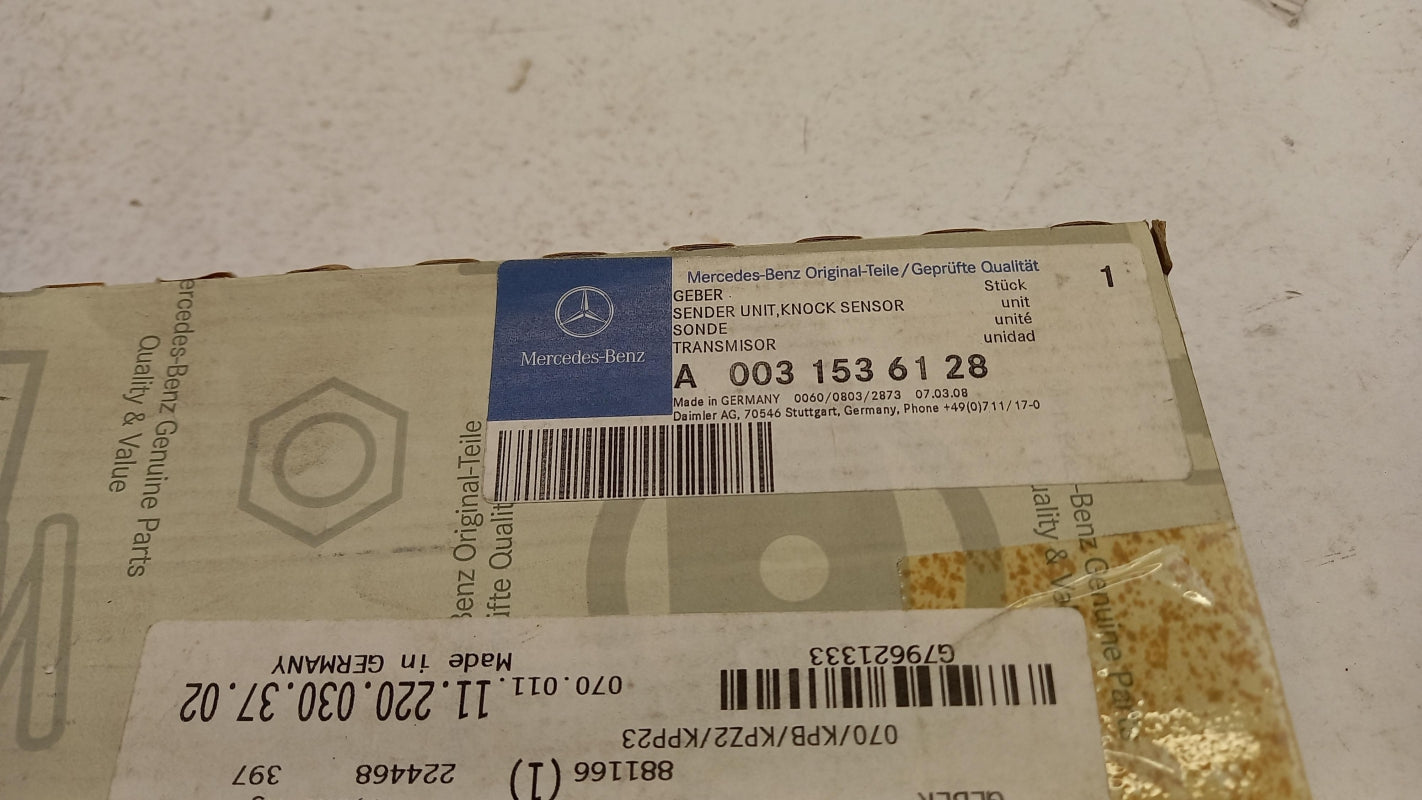 Mercedes-Benz Original-Teile/Geprüfte Qualität
1
GEBER Stück
SENDER UNIT,KNOCK SENSOR unit
SONDE unité
TRANSMISOR unidad
A 003 153 61 28
Made in GERMANY 0060/0803/2873 07.03.08
Daimler AG, 70546 Stuttgart, Germany, Phone +49(0)711/17-0
Mercedes-Benz
ercedes-Benz Genuine Parts
Quality & Value
Benz Original-Teile
üfte Qualit
-Benz Genuine Parts
uality & Va
G79621333
Made in GERMANY
070.011. 11.220.030.37.02
070/KPB/KPZ2/KPP23
881166 (1) 224468 397
GEBER